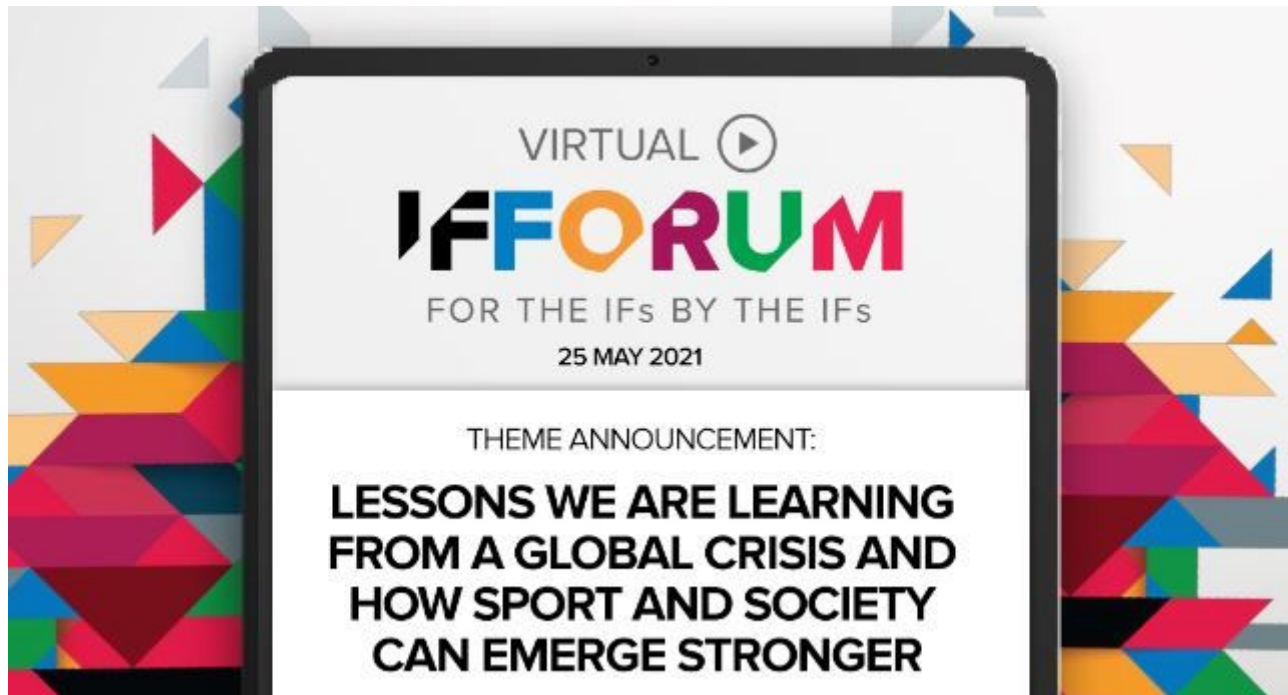 VIRTUAL
IFFORUM
FOR THE IFs BY THE IFs
25 MAY 2021
THEME ANNOUNCEMENT:
LESSONS WE ARE LEARNING
FROM A GLOBAL CRISIS AND
HOW SPORT AND SOCIETY
CAN EMERGE STRONGER